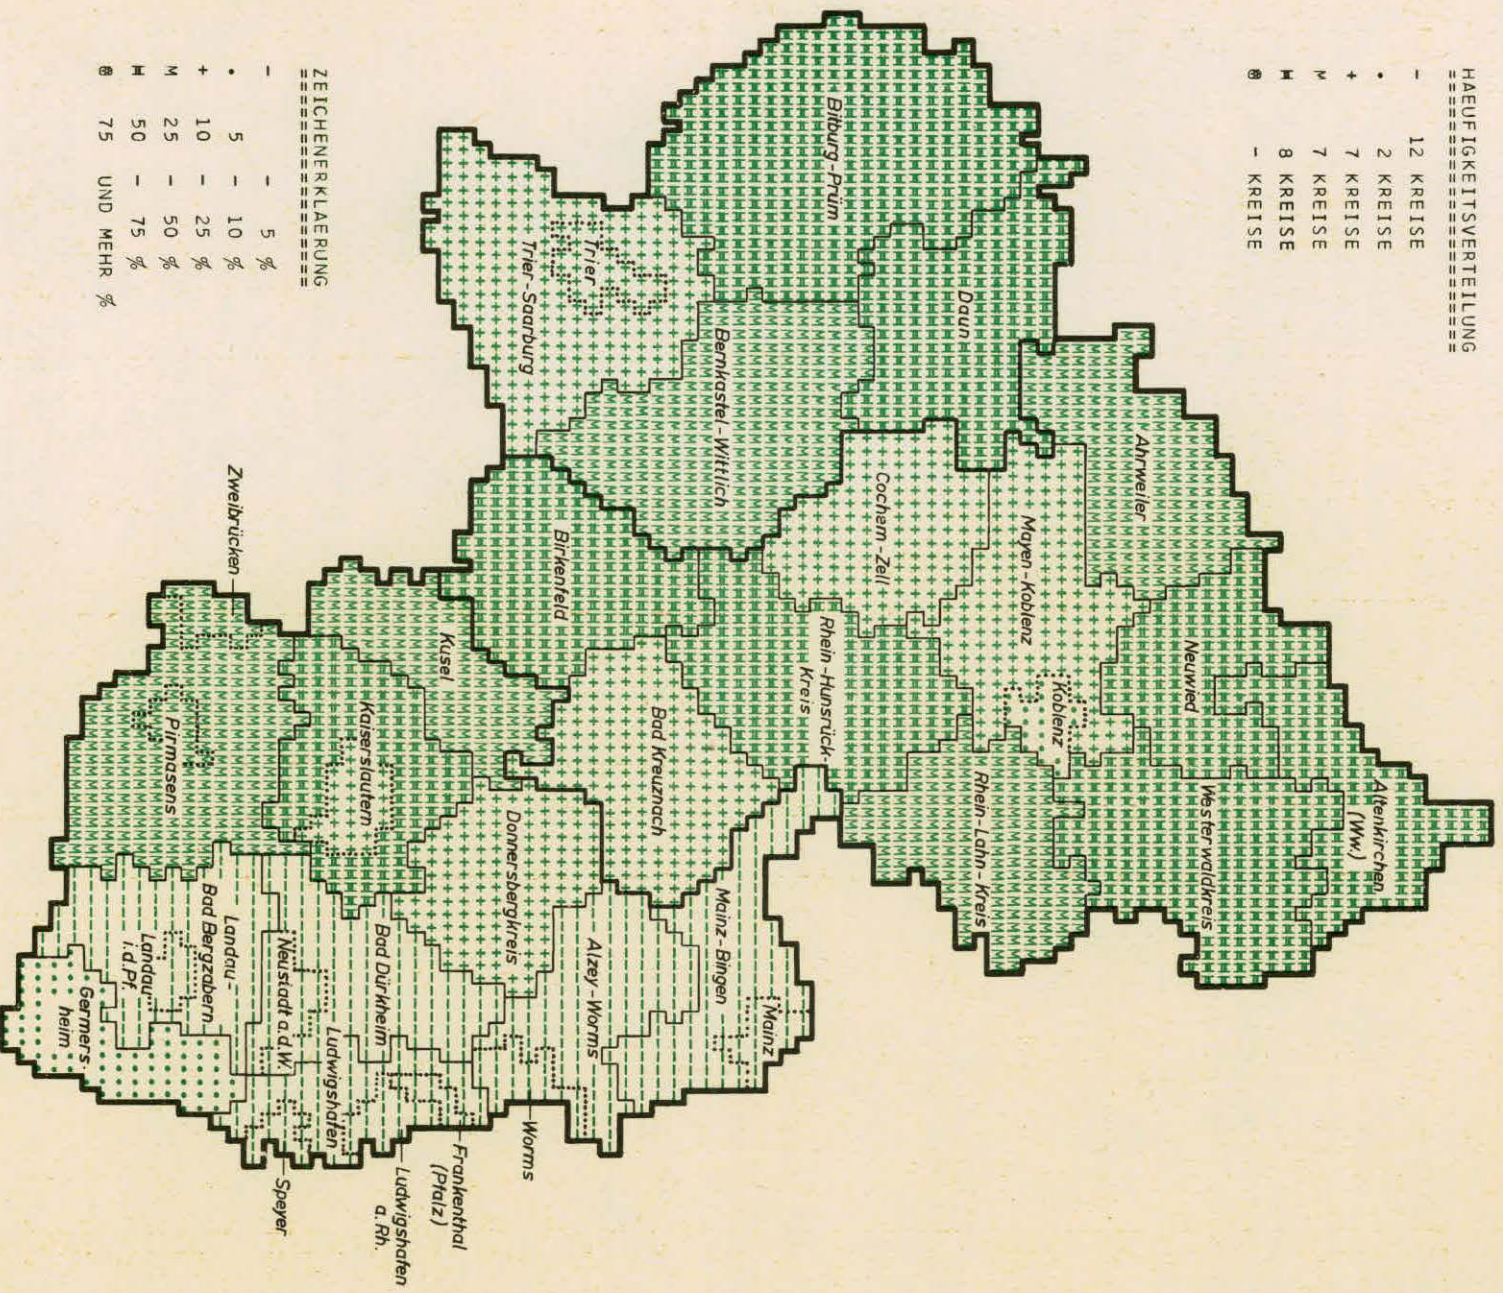 HAEUFIGKEITSVERTEILUNG
======================
- 12 KREISE
• 2 KREISE
+ 7 KREISE
M 7 KREISE
8 KREISE
- KREISE
ZEICHENERKLAERUNG
=================
- - 5 %
• 5 - 10 %
+ 10 - 25 %
M 25 - 50 %
50 - 75 %
75 UND MEHR %
Altenkirchen
(Ww.)
Westerwaldkreis
Neuwied
Ahrweiler
Koblenz
Mayen-Koblenz
Rhein-Lahn-Kreis
Daun
Cochem-Zell
Bitburg-Prüm
Rhein-Hunsrück-
Kreis
Mainz
Mainz-Bingen
Bernkastel-Wittlich
Bad Kreuznach
Alzey-Worms
Trier
Trier-Saarburg
Birkenfeld
Donnersbergkreis
Worms
Kusel
Frankenthal
(Pfalz)
Ludwigshafen
a.Rh.
Kaiserslautern
Bad Dürkheim
Ludwigshafen
Neustadt a.d.W.
Speyer
Zweibrücken
Pirmasens
Landau-
Bad Bergzabern
Landau
i.d.Pf.
Germers-
heim